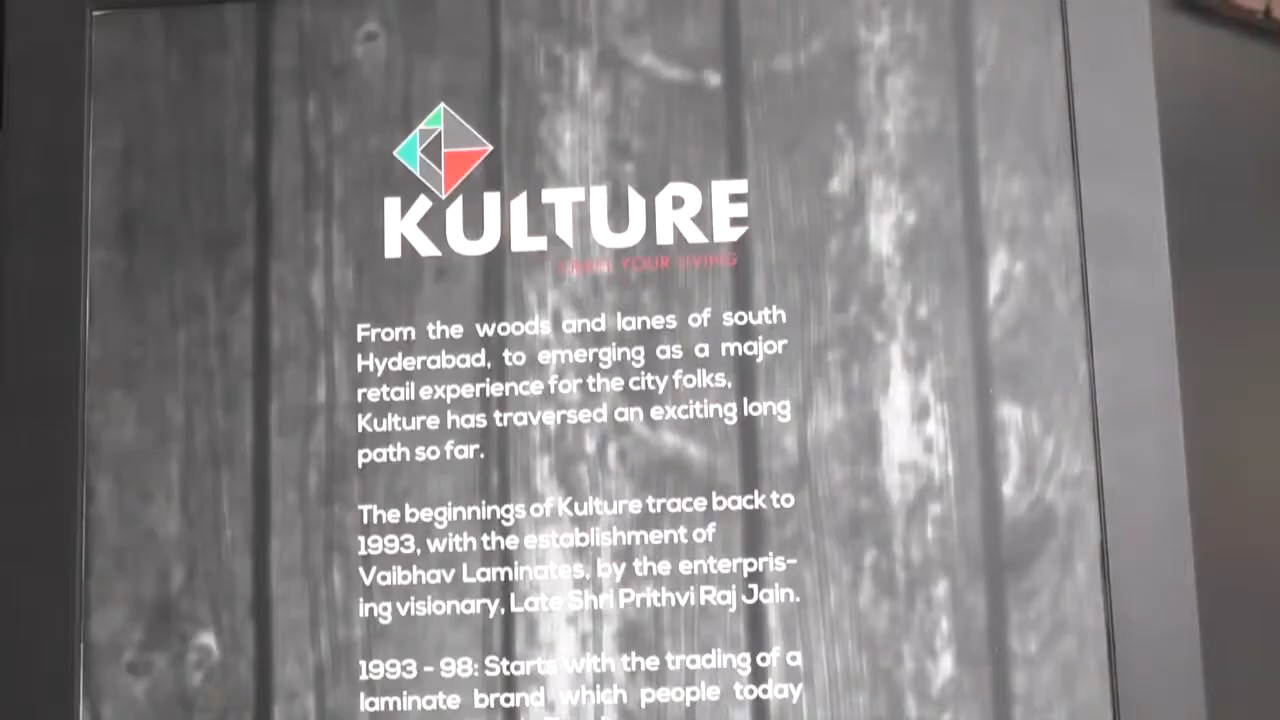 KULTURE
CRAFT YOUR LIVING
From the woods and lanes of south
Hyderabad, to emerging as a major
retail experience for the city folks,
Kulture has traversed an exciting long
path so far.
The beginnings of Kulture trace back to
1993, with the establishment of
Vaibhav Laminates, by the enterpris-
ing visionary, Late Shri Prithvi Raj Jain.
1993 - 98: Starts with the trading of a
laminate brand which people today